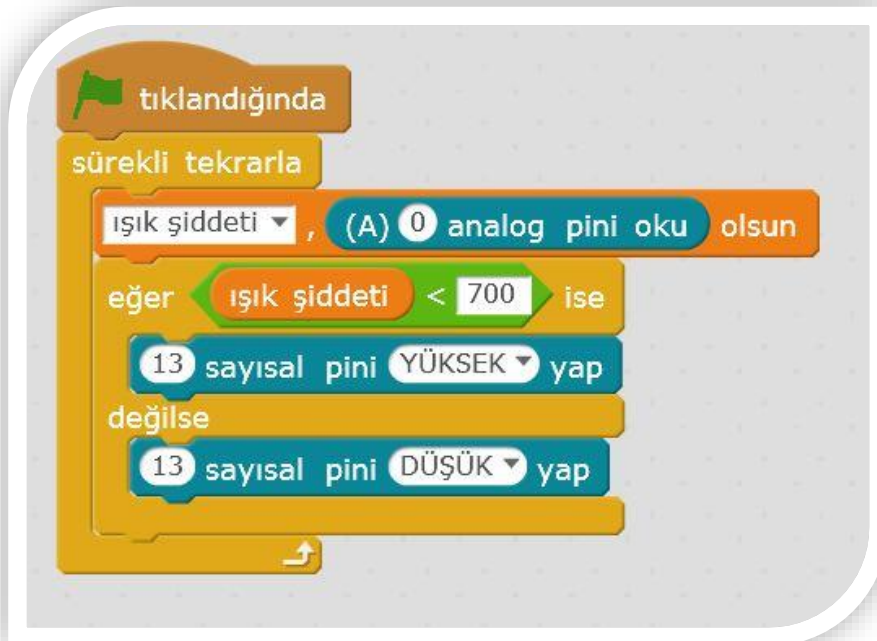 tıklandığında
sürekli tekrarla
ışık şiddeti , (A) 0 analog pini oku olsun
eğer ışık şiddeti < 700 ise
13 sayısal pini YÜKSEK yap
değilse
13 sayısal pini DÜŞÜK yap